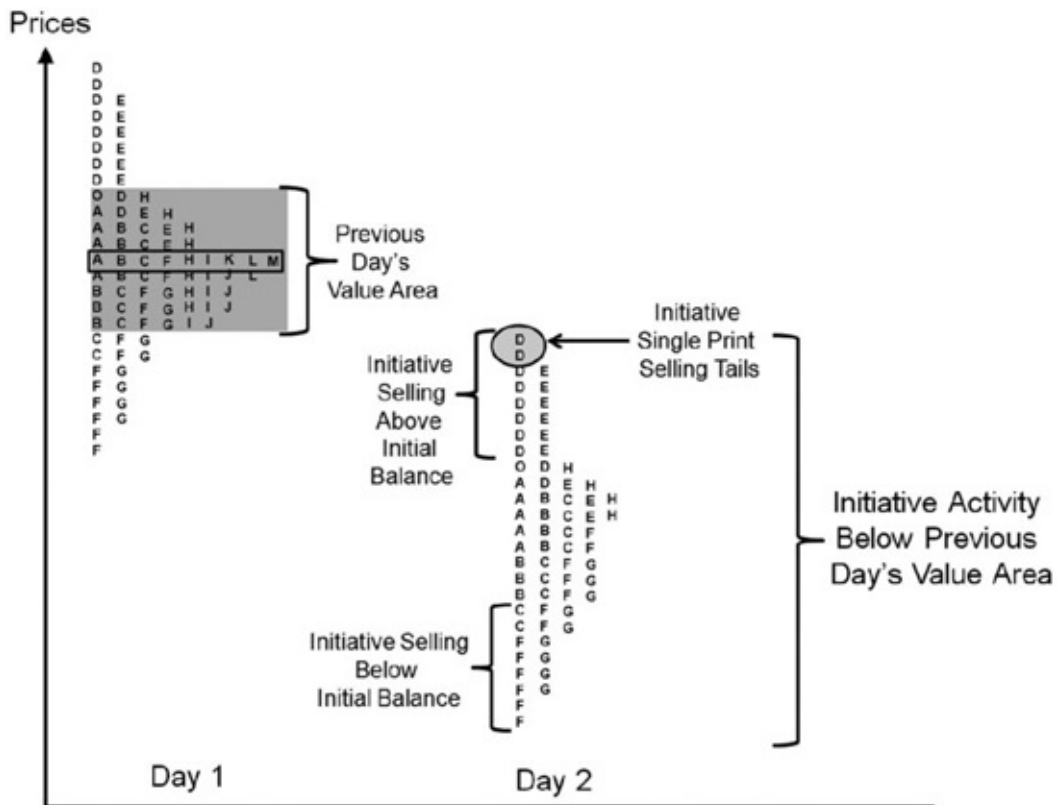 Prices
D
D
D E
D E
D E
D E
D E
D E
O D H
A D E H
A B C E H
A B C E H
A B C F H I K L M
A B C F H I J L
B C F G H I J
B C F G H I J
B C F G I J
C F G
C F G
F G
F G
F G
F G
F
F
Previous
Day's
Value Area
Initiative
Selling
Above
Initial
Balance
D
D
D E
D E
D E
D E
D E
D E
O D H
A D E H
A B C E H
A B C E H
A B C F
A B C F
B C F G
B C F G
B C F G
C F G
C F G
F G
F G
F G
F G
F
F
Initiative
Single Print
Selling Tails
Initiative Selling
Below
Initial Balance
Initiative Activity
Below Previous
Day's Value Area
Day 1
Day 2